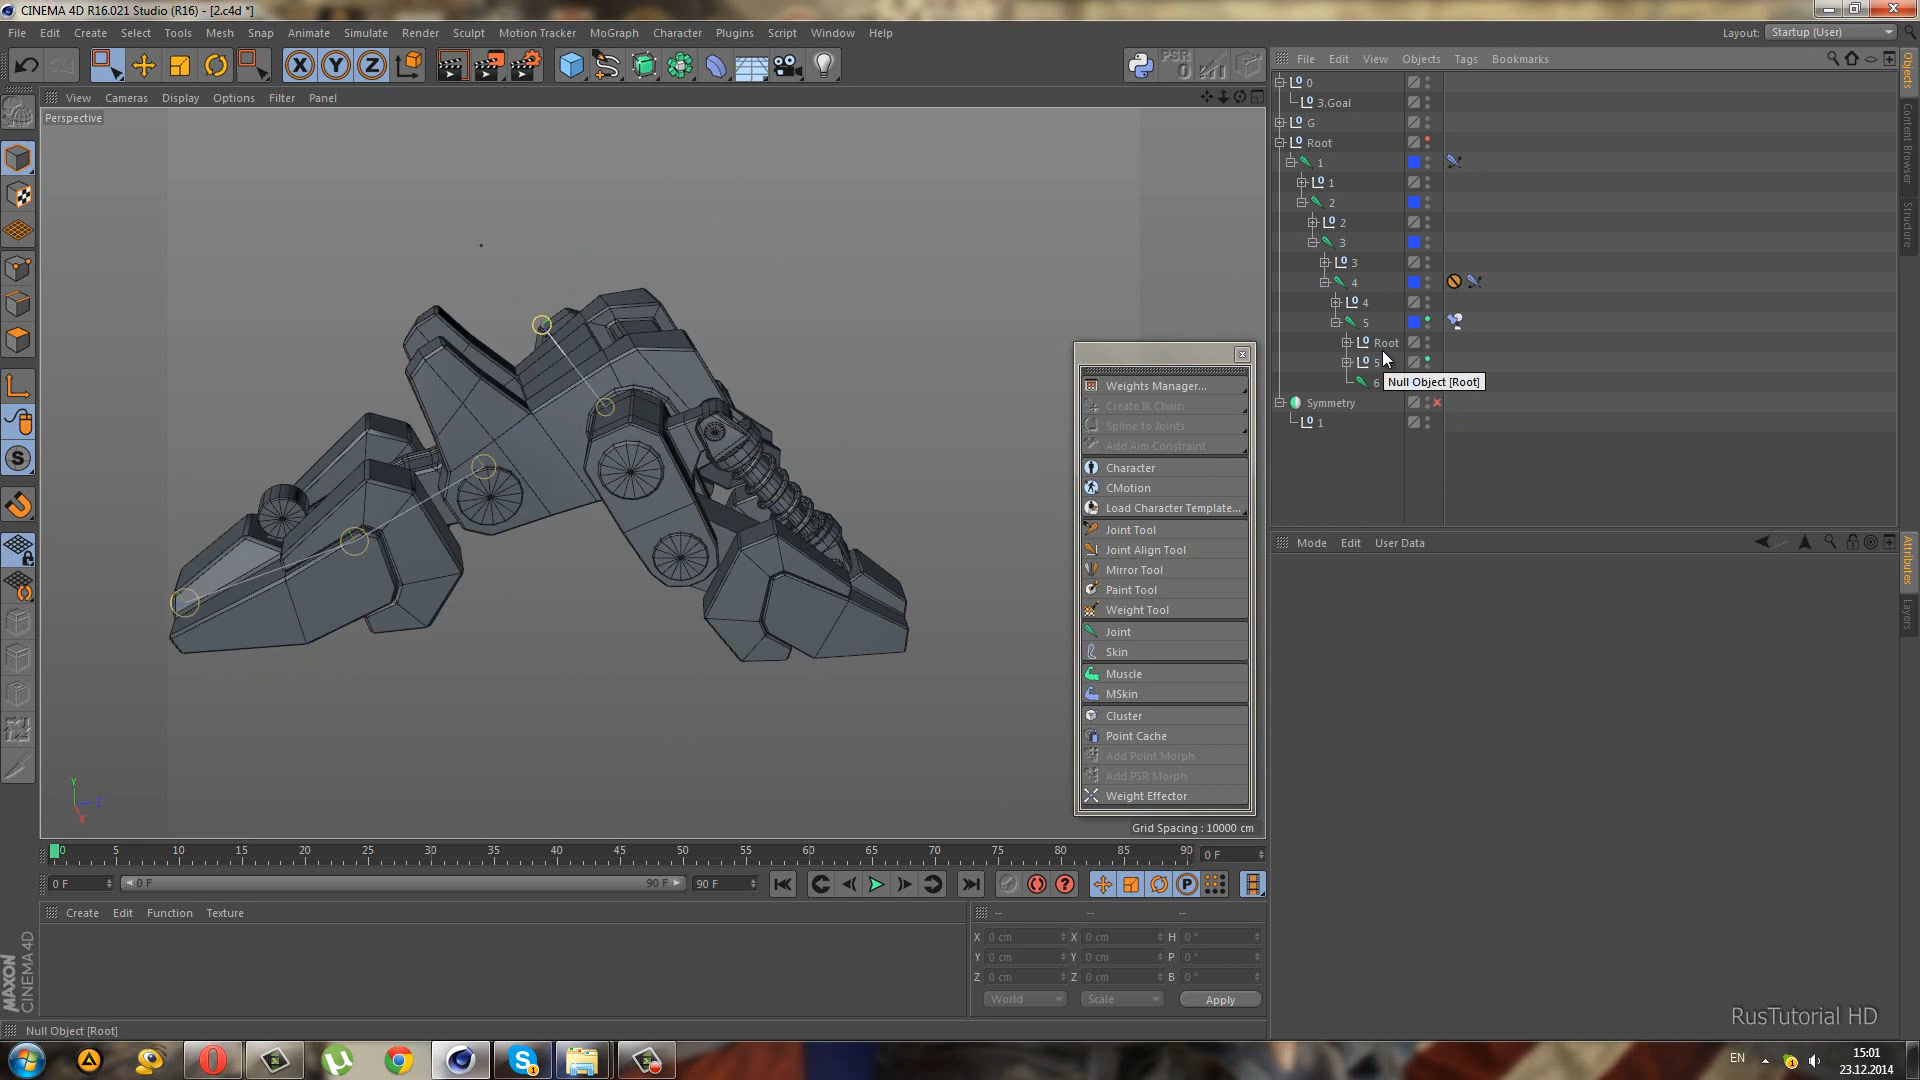 CINEMA 4D R16.021 Studio (R16) - [2.c4d *]
File Edit Create Select Tools Mesh Snap Animate Simulate Render Sculpt Motion Tracker MoGraph Character Plugins Script Window Help
Layout: Startup (User)
PSR
0
File Edit View Objects Tags Bookmarks
View Cameras Display Options Filter Panel
Perspective
0
3.Goal
G
Root
1
1
2
2
3
3
4
4
5
Root
5
6
Null Object [Root]
Symmetry
1
Objects
Content Browser
Structure
Weights Manager...
Create IK Chain
Spline to Joints
Add Aim Constraint
Character
CMotion
Load Character Template...
Joint Tool
Joint Align Tool
Mirror Tool
Paint Tool
Weight Tool
Joint
Skin
Muscle
MSkin
Cluster
Point Cache
Add Point Morph
Add PSR Morph
Weight Effector
Mode Edit User Data
Attributes
Layers
Y
Z
X
Grid Spacing : 10000 cm
0 5 10 15 20 25 30 35 40 45 50 55 60 65 70 75 80 85 90
0 F
0 F
0 F
90 F
90 F
Create Edit Function Texture
-- -- --
X 0 cm X 0 cm H 0 °
Y 0 cm Y 0 cm P 0 °
Z 0 cm Z 0 cm B 0 °
World Scale Apply
MAXON
CINEMA 4D
Null Object [Root]
RusTutorial HD
EN
15:01
23.12.2014